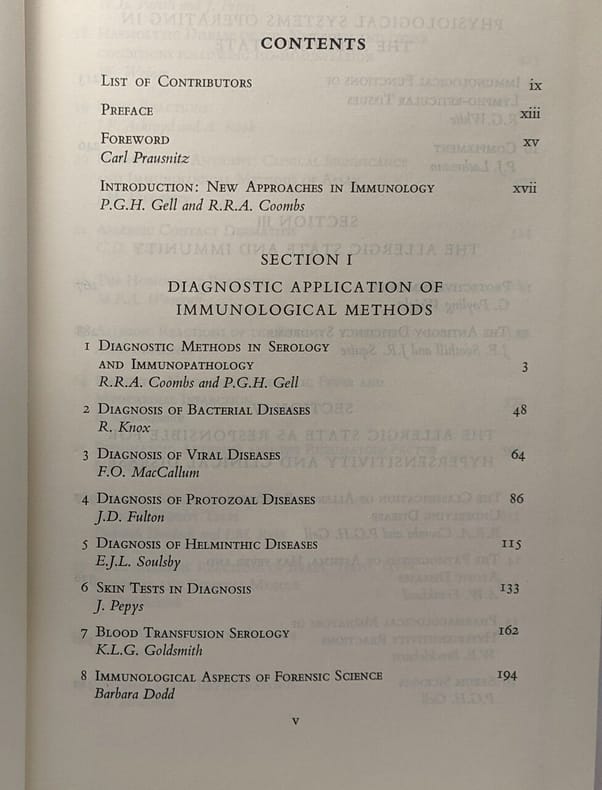 CONTENTS
LIST OF CONTRIBUTORS ix
PREFACE xiii
FOREWORD xv
Carl Prausnitz
INTRODUCTION: NEW APPROACHES IN IMMUNOLOGY xvii
P.G.H. Gell and R.R.A. Coombs
SECTION I
DIAGNOSTIC APPLICATION OF
IMMUNOLOGICAL METHODS
1 DIAGNOSTIC METHODS IN SEROLOGY
AND IMMUNOPATHOLOGY 3
R.R.A. Coombs and P.G.H. Gell
2 DIAGNOSIS OF BACTERIAL DISEASES 48
R. Knox
3 DIAGNOSIS OF VIRAL DISEASES 64
F.O. MacCallum
4 DIAGNOSIS OF PROTOZOAL DISEASES 86
J.D. Fulton
5 DIAGNOSIS OF HELMINTHIC DISEASES 115
E.J.L. Soulsby
6 SKIN TESTS IN DIAGNOSIS 133
J. Pepys
7 BLOOD TRANSFUSION SEROLOGY 162
K.L.G. Goldsmith
8 IMMUNOLOGICAL ASPECTS OF FORENSIC SCIENCE 194
Barbara Dodd
v